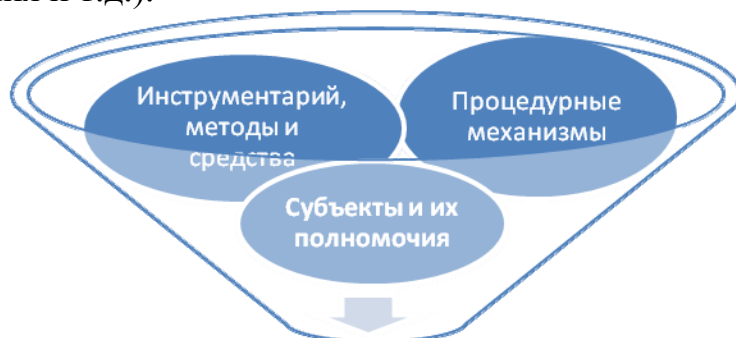 и т.д.).
Инструментарий,
методы и
средства
Процедурные
механизмы
Субъекты и их
полномочия